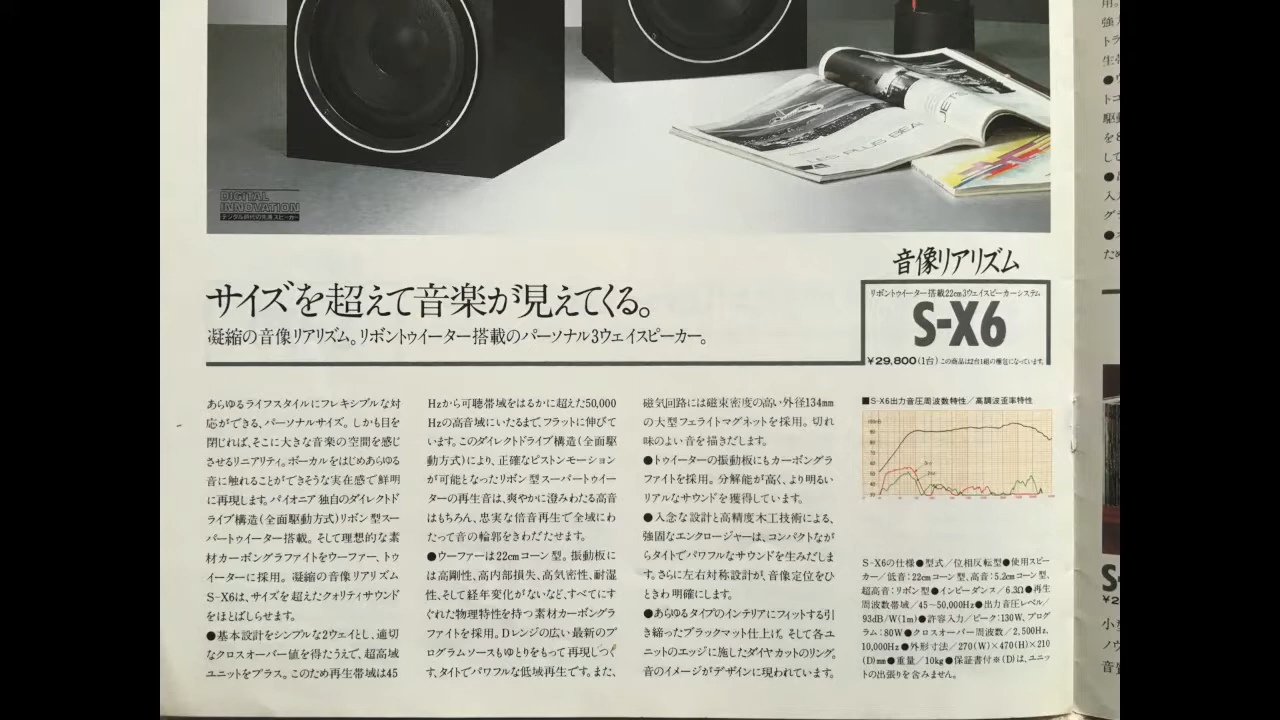 JETS
MS PLUG BEA
DIGITAL
INNOVATION
デジタル時代の先進スピーカー
音像リアリズム
サイズを超えて音楽が見えてくる。
凝縮の音像リアリズム。リボントゥイーター搭載のパーソナル3ウェイスピーカー。
リボントゥイーター搭載22cm3ウェイスピーカーシステム
S-X6
¥29,800(1台)この商品は2台1組の梱包になっています。
あらゆるライフスタイルにフレキシブルな対
応ができる、パーソナルサイズ。しかも目を
閉じれば、そこに大きな音楽の空間を感じ
させるリニアリティ。ボーカルをはじめあらゆる
音に触れることができそうな実在感で鮮明
に再現します。パイオニア独自のダイレクトド
ライブ構造(全面駆動方式)リボン型スー
パートゥイーター搭載。そして理想的な素
材カーボングラファイトをウーファー、トゥ
イーターに採用。凝縮の音像リアリズム
S-X6は、サイズを超えたクォリティサウンド
をほとばしらせます。
●基本設計をシンプルな2ウェイとし、適切
なクロスオーバー値を得たうえで、超高域
ユニットをプラス。このため再生帯域は45
Hzから可聴帯域をはるかに超えた50,000
Hzの高音域にいたるまで、フラットに伸びて
います。このダイレクトドライブ構造(全面駆
動方式)により、正確なピストンモーション
が可能となったリボン型スーパートゥイー
ターの再生音は、爽やかに澄みわたる高音
はもちろん、忠実な倍音再生で全域にわ
たって音の輪郭をきわだたせます。
●ウーファーは22cmコーン型。振動板に
は高剛性、高内部損失、高気密性、耐湿
性、そして経年変化がないなど、すべてにす
ぐれた物理特性を持つ素材カーボングラ
ファイトを採用。Dレンジの広い最新のプ
ログラムソースもゆとりをもって再現しつく
す、タイトでパワフルな低域再生です。また、
磁気回路には磁束密度の高い外径134mm
の大型フェライトマグネットを採用。切れ
味のよい音を描きだします。
●トゥイーターの振動板にもカーボングラ
ファイトを採用。分解能が高く、より明るい
リアルなサウンドを獲得しています。
●入念な設計と高精度木工技術による、
強固なエンクロージャーは、コンパクトなが
らタイトでパワフルなサウンドを生みだしま
す。さらに左右対称設計が、音像定位をひ
ときわ明確にします。
●あらゆるタイプのインテリアにフィットする引
き締ったブラックマット仕上げ。そして各ユ
ニットのエッジに施したダイヤカットのリング。
音のイメージがデザインに現われています。
■S-X6出力音圧周波数特性/高調波歪率特性
S-X6の仕様●型式/位相反転型●使用スピー
カー/低音:22cmコーン型、高音:5.2cmコーン型、
超高音:リボン型●インピーダンス/6.3Ω●再生
周波数帯域/45〜50,000Hz●出力音圧レベル/
93dB/W(1m)●許容入力/ピーク:130W、プログ
ラム:80W●クロスオーバー周波数/2,500Hz、
10,000Hz●外形寸法/270(W)×470(H)×210
(D)mm●重量/10kg●保証書付※(D)は、ユニッ
トの出張りを含みません。